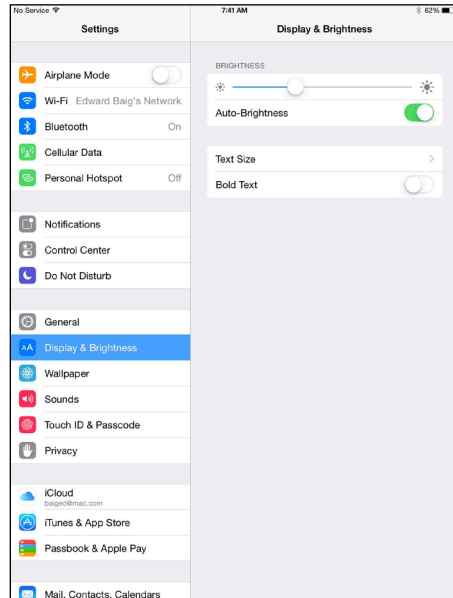 No Service
7:41 AM
62%
Settings
Display & Brightness
Airplane Mode
Wi-Fi Edward Baig's Network
Bluetooth On
Cellular Data
Personal Hotspot Off
Notifications
Control Center
Do Not Disturb
General
AA Display & Brightness
Wallpaper
Sounds
Touch ID & Passcode
Privacy
iCloud
baiged@mac.com
iTunes & App Store
Passbook & Apple Pay
Mail, Contacts, Calendars
BRIGHTNESS
Auto-Brightness
Text Size
Bold Text